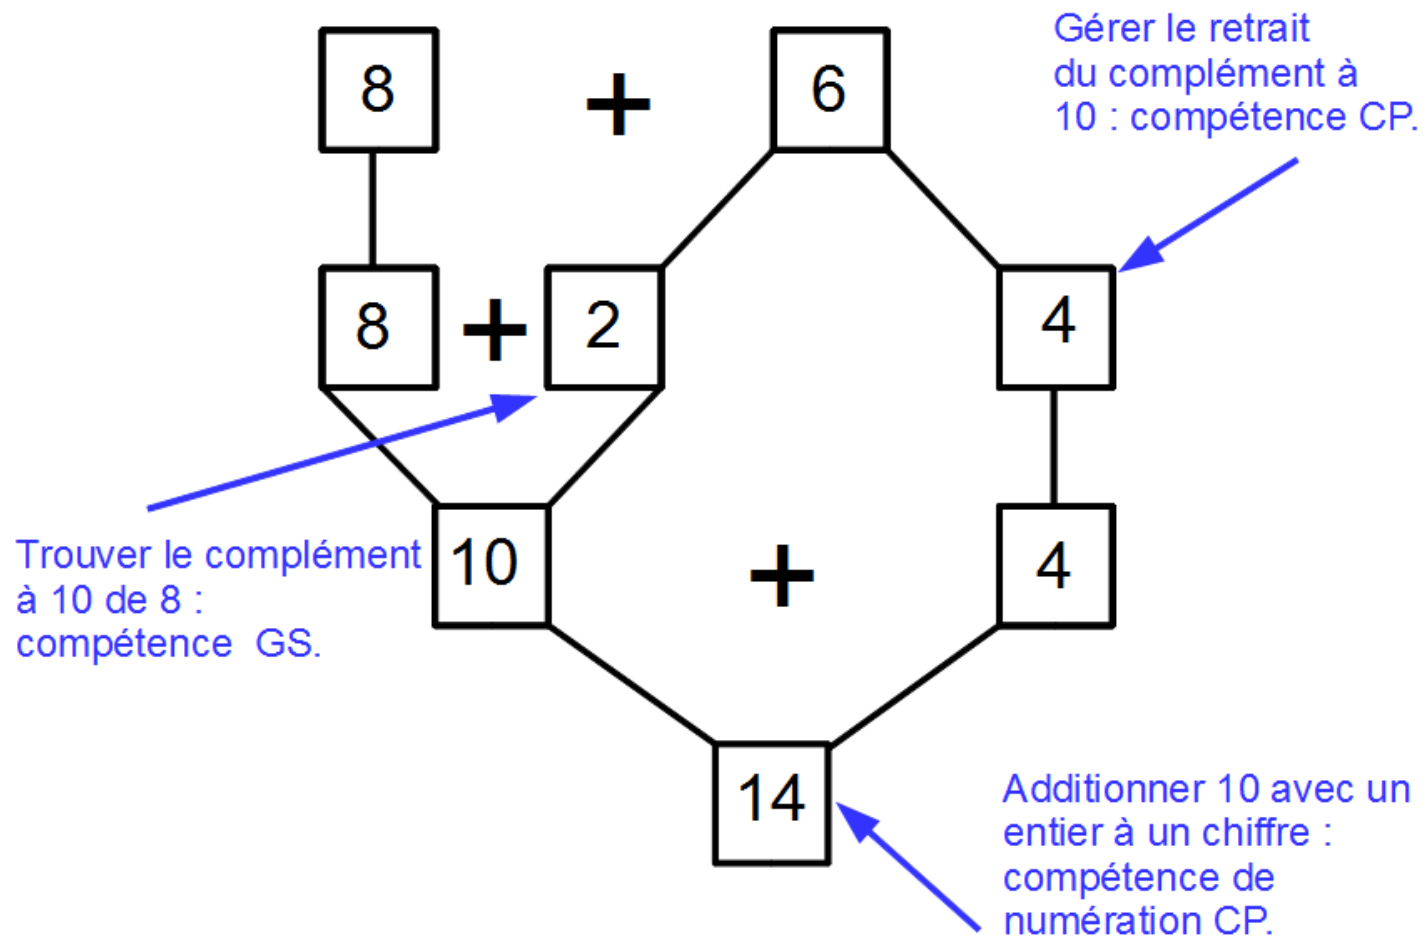 8 + 6
Gérer le retrait
du complément à
10 : compétence CP.
8 + 2
4
Trouver le complément
à 10 de 8 :
compétence  GS.
10 + 4
14
Additionner 10 avec un
entier à un chiffre :
compétence de
numération CP.